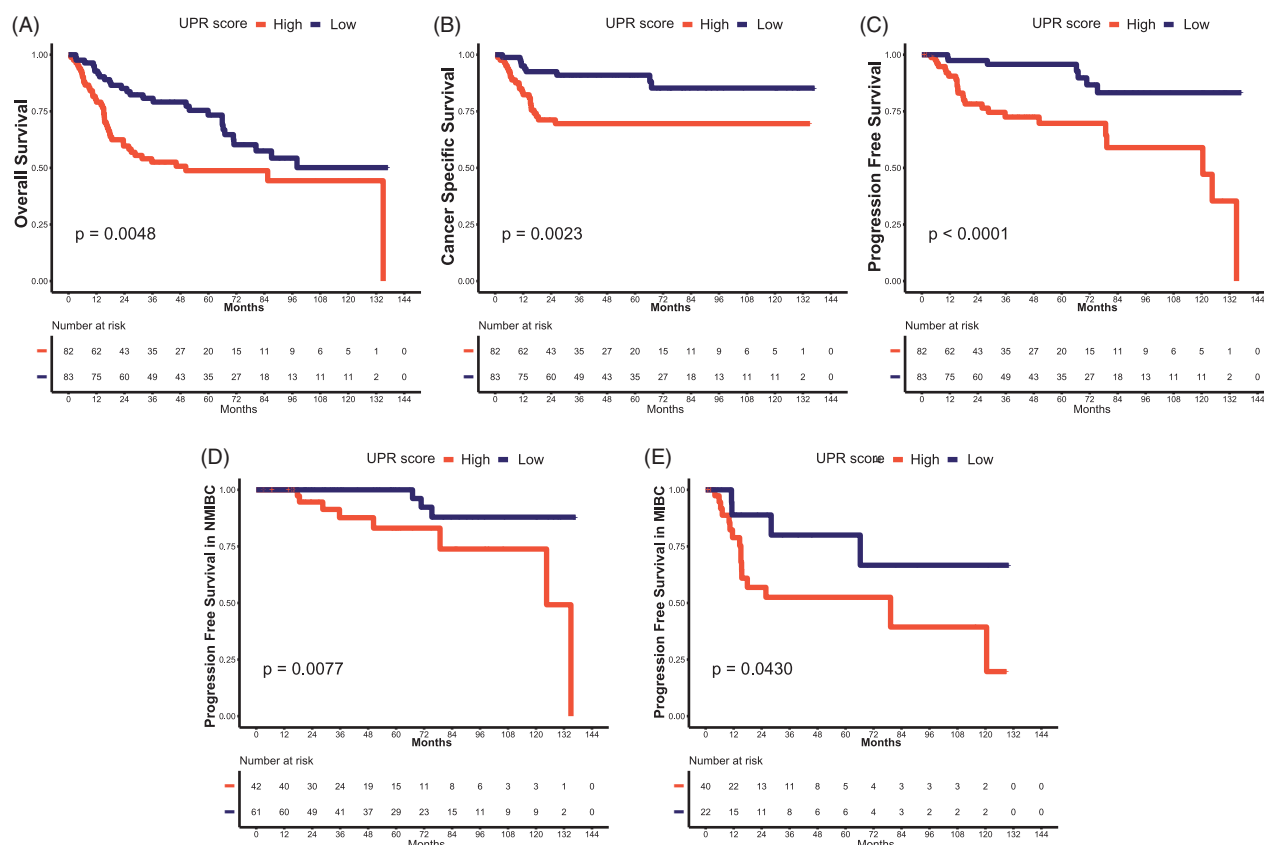 (A)
UPR score High Low
Overall Survival
1.00
0.75
0.50
0.25
0.00
p = 0.0048
0 12 24 36 48 60 72 84 96 108 120 132 144
Months
Number at risk
82 62 43 35 27 20 15 11 9 6 5 1 0
83 75 60 49 43 35 27 18 13 11 11 2 0
0 12 24 36 48 60 72 84 96 108 120 132 144
Months
(B)
UPR score High Low
Cancer Specific Survival
1.00
0.75
0.50
0.25
0.00
p = 0.0023
0 12 24 36 48 60 72 84 96 108 120 132 144
Months
Number at risk
82 62 43 35 27 20 15 11 9 6 5 1 0
83 75 60 49 43 35 27 18 13 11 11 2 0
0 12 24 36 48 60 72 84 96 108 120 132 144
Months
(C)
UPR score High Low
Progression Free Survival
1.00
0.75
0.50
0.25
0.00
p < 0.0001
0 12 24 36 48 60 72 84 96 108 120 132 144
Months
Number at risk
82 62 43 35 27 20 15 11 9 6 5 1 0
83 75 60 49 43 35 27 18 13 11 11 2 0
0 12 24 36 48 60 72 84 96 108 120 132 144
Months
(D)
UPR score High Low
Progression Free Survival in NMIBC
1.00
0.75
0.50
0.25
0.00
p = 0.0077
0 12 24 36 48 60 72 84 96 108 120 132 144
Months
Number at risk
42 40 30 24 19 15 11 8 6 3 3 1 0
61 60 49 41 37 29 23 15 11 9 9 2 0
0 12 24 36 48 60 72 84 96 108 120 132 144
Months
(E)
UPR score High Low
Progression Free Survival in MIBC
1.00
0.75
0.50
0.25
0.00
p = 0.0430
0 12 24 36 48 60 72 84 96 108 120 132 144
Months
Number at risk
40 22 13 11 8 5 4 3 3 3 2 0 0
22 15 11 8 6 6 4 3 2 2 2 0 0
0 12 24 36 48 60 72 84 96 108 120 132 144
Months